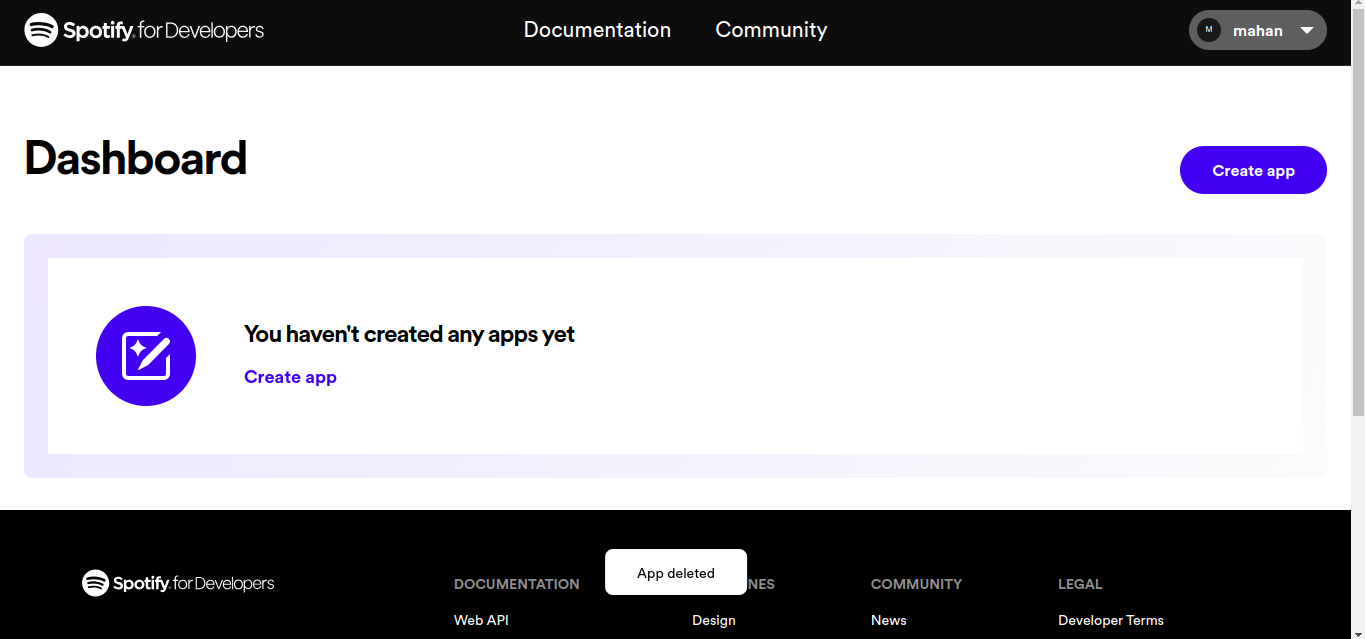 Spotify for Developers
Documentation
Community
M
mahan
Dashboard
Create app
You haven't created any apps yet
Create app
Spotify for Developers
DOCUMENTATION
NES
COMMUNITY
LEGAL
App deleted
Web API
Design
News
Developer Terms